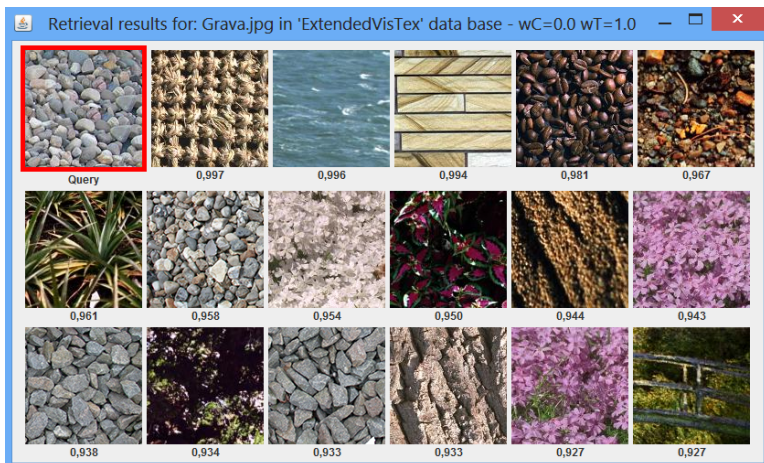 Retrieval results for: Grava.jpg in 'ExtendedVisTex' data base - wC=0.0 wT=1.0
Query 0,997 0,996 0,994 0,981 0,967
0,961 0,958 0,954 0,950 0,944 0,943
0,938 0,934 0,933 0,933 0,927 0,927